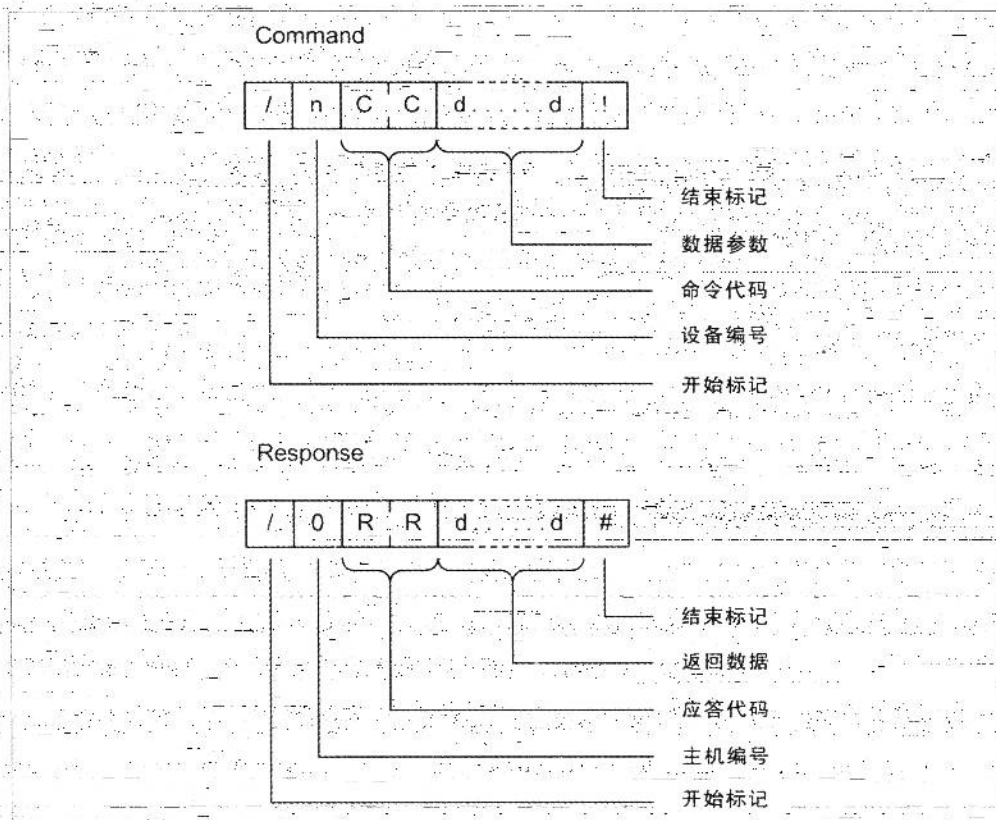 Command
/ n C C d.....d !
结束标记
数据参数
命令代码
设备编号
开始标记
Response
/ 0 R R d.....d #
结束标记
返回数据
应答代码
主机编号
开始标记